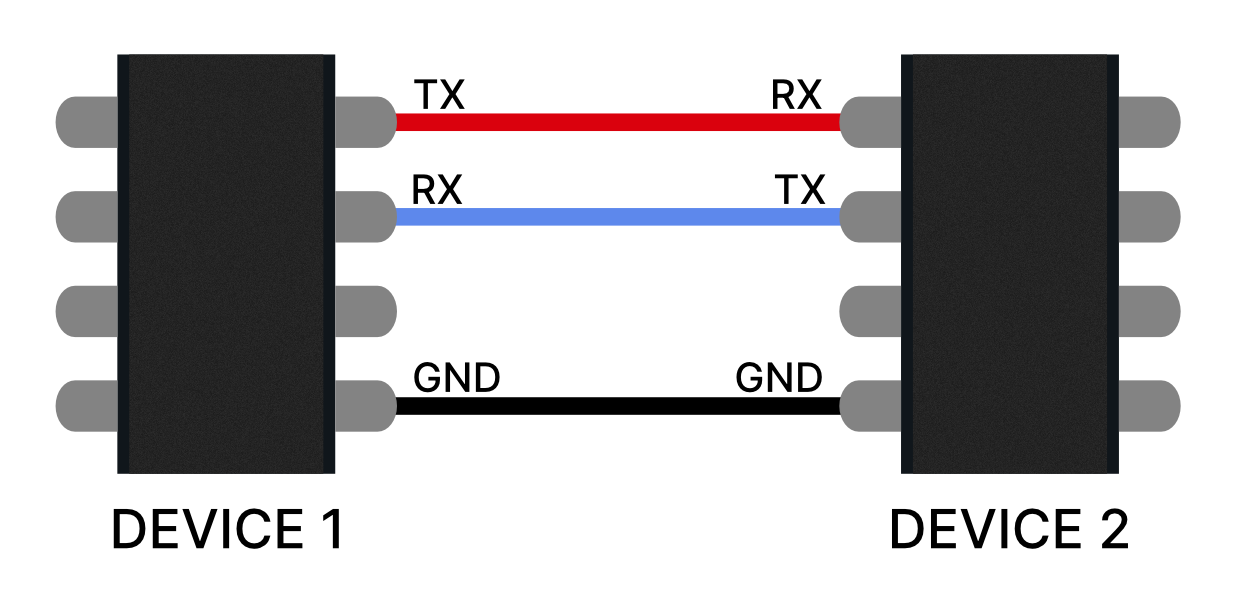 TX RX
RX TX
GND GND
DEVICE 1 DEVICE 2